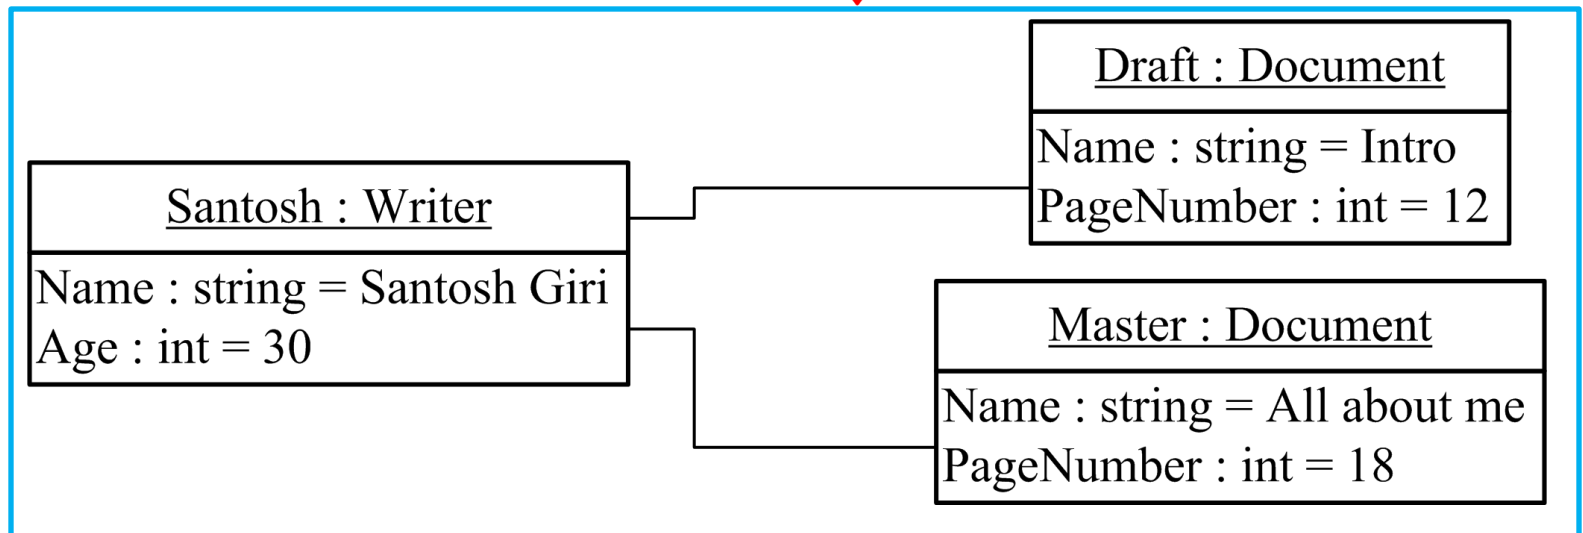 Draft : Document
Name : string = Intro
PageNumber : int = 12
Santosh : Writer
Name : string = Santosh Giri
Age : int = 30
Master : Document
Name : string = All about me
PageNumber : int = 18